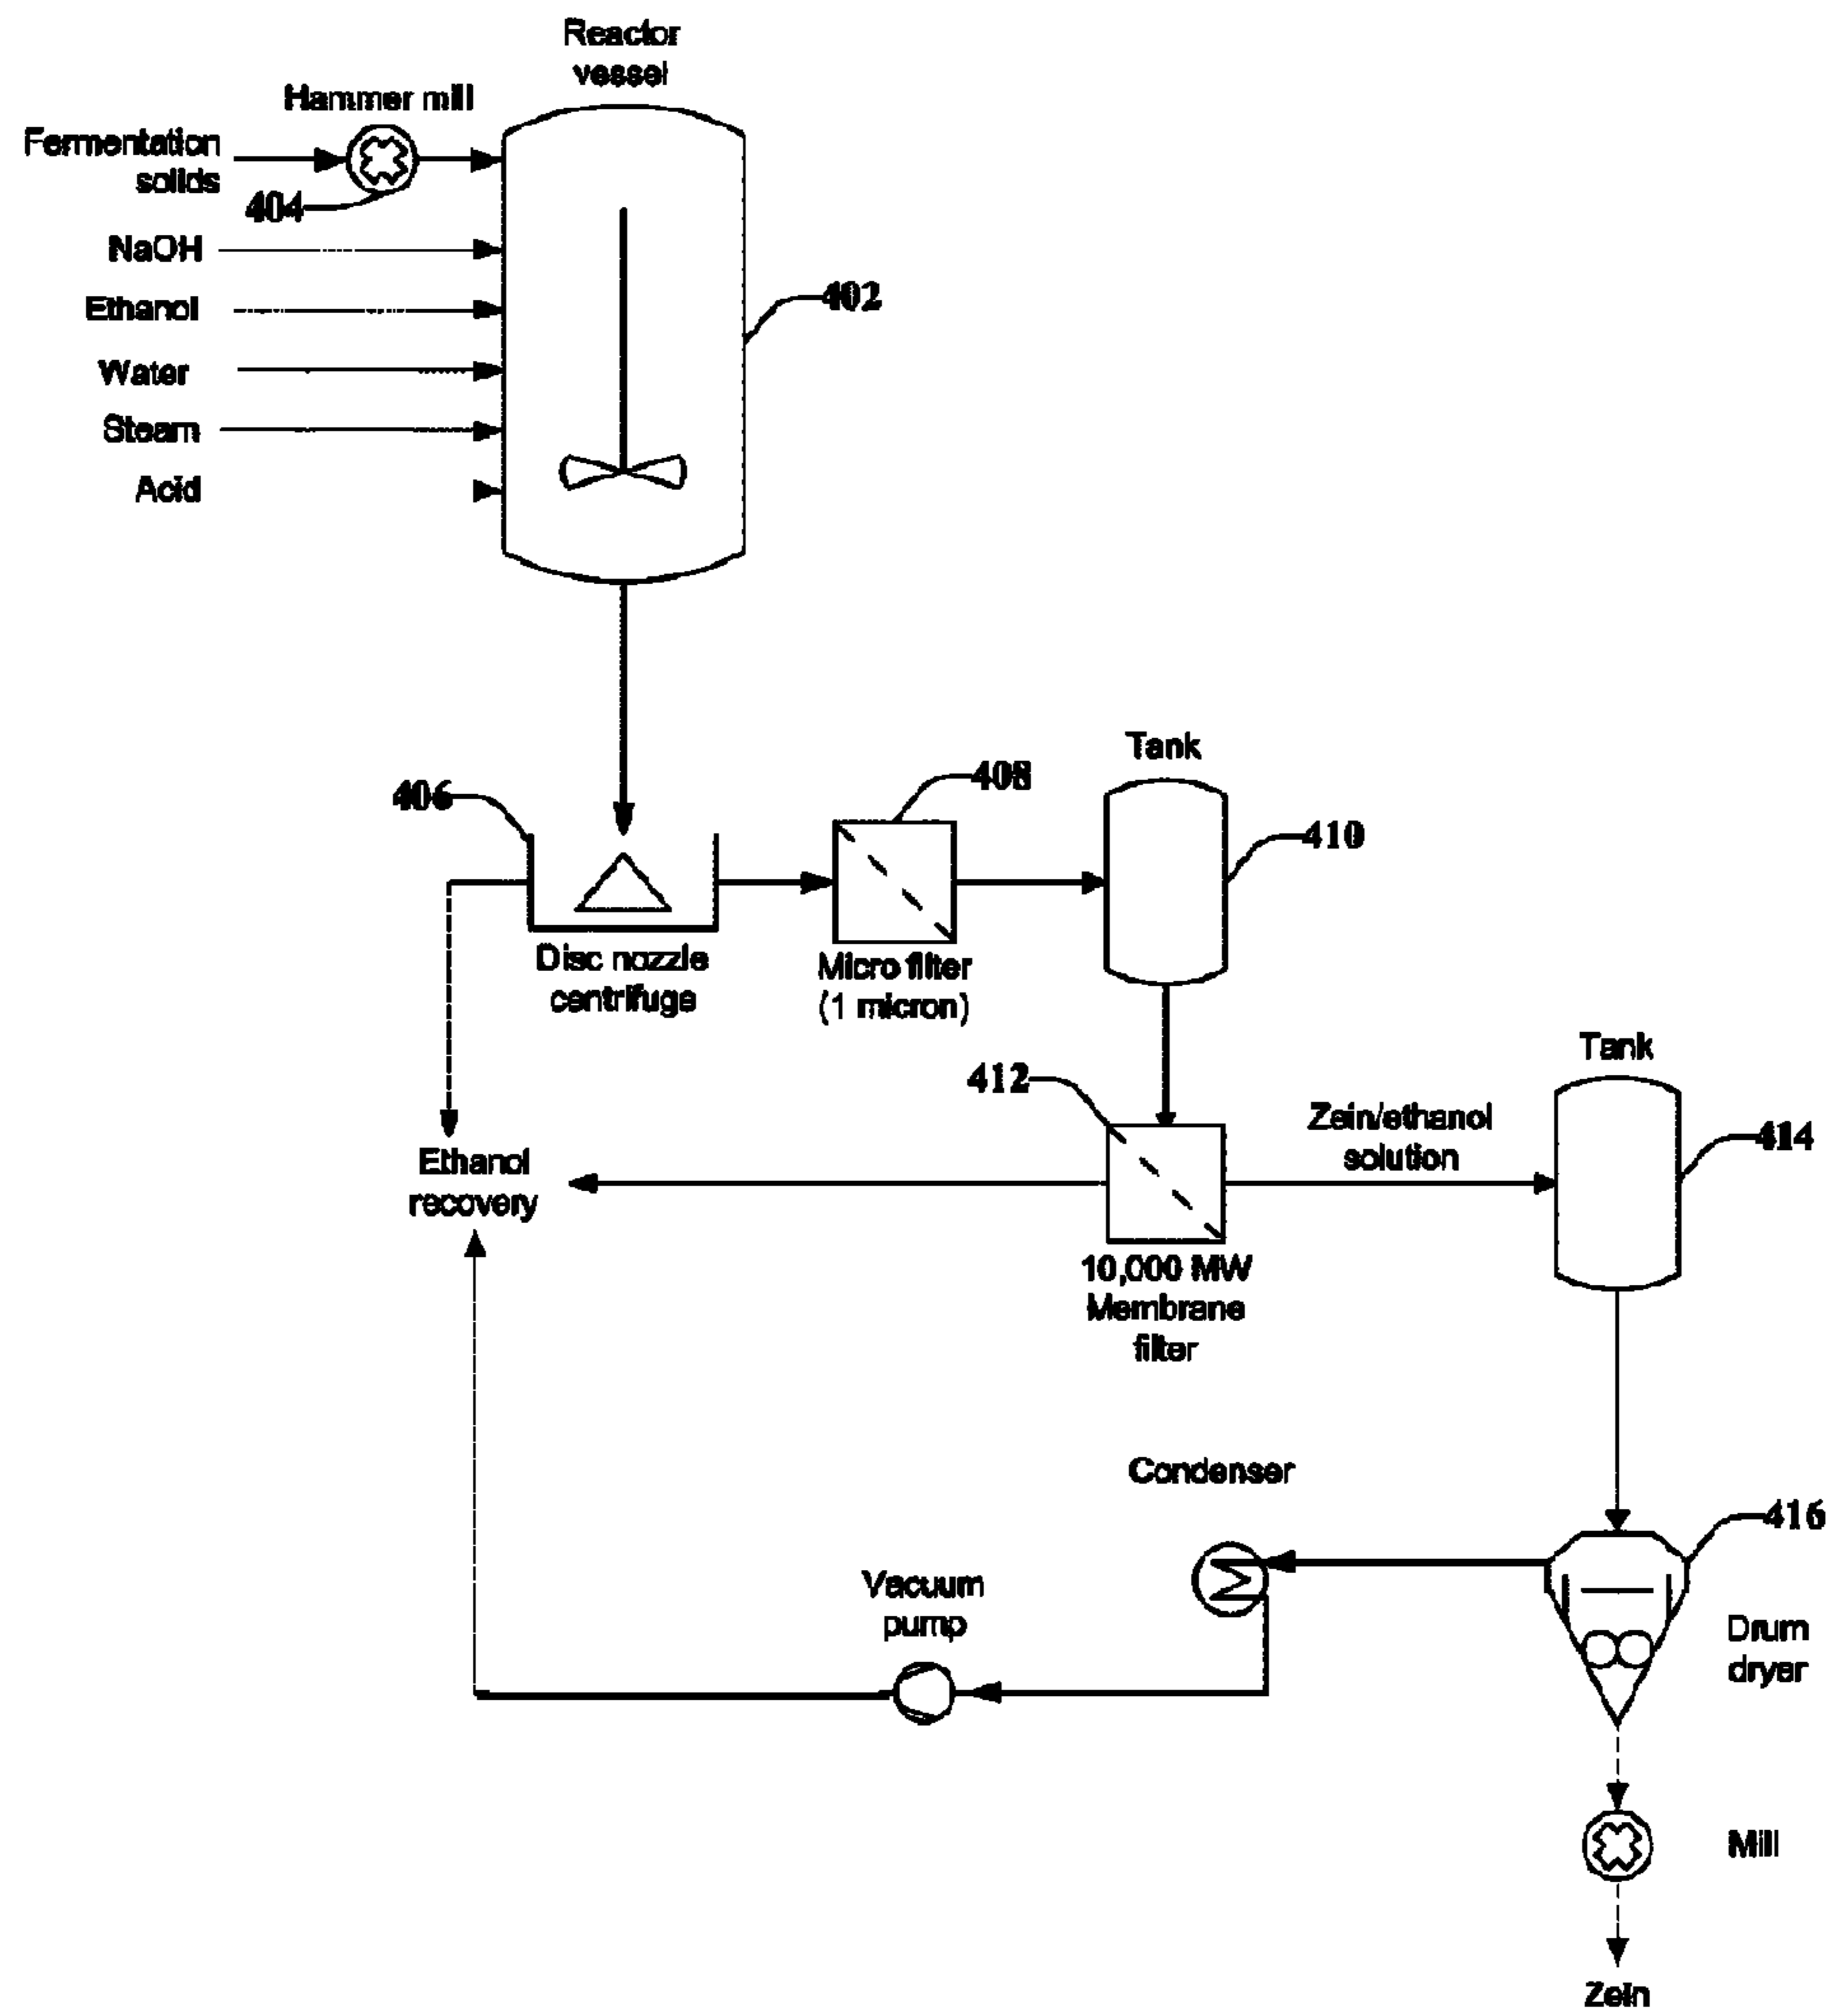 Reactor
vessel
Hammer mill
Fermentation
solids
404
NaOH
Ethanol
402
Water
Steam
Acid
Tank
406
408
410
Disc nozzle
centrifuge
Micro filter
(1 micron)
Tank
412
Zein/ethanol
solution
414
Ethanol
recovery
10,000 MW
Membrane
filter
Condenser
416
Vacuum
pump
Drum
dryer
Mill
Zein